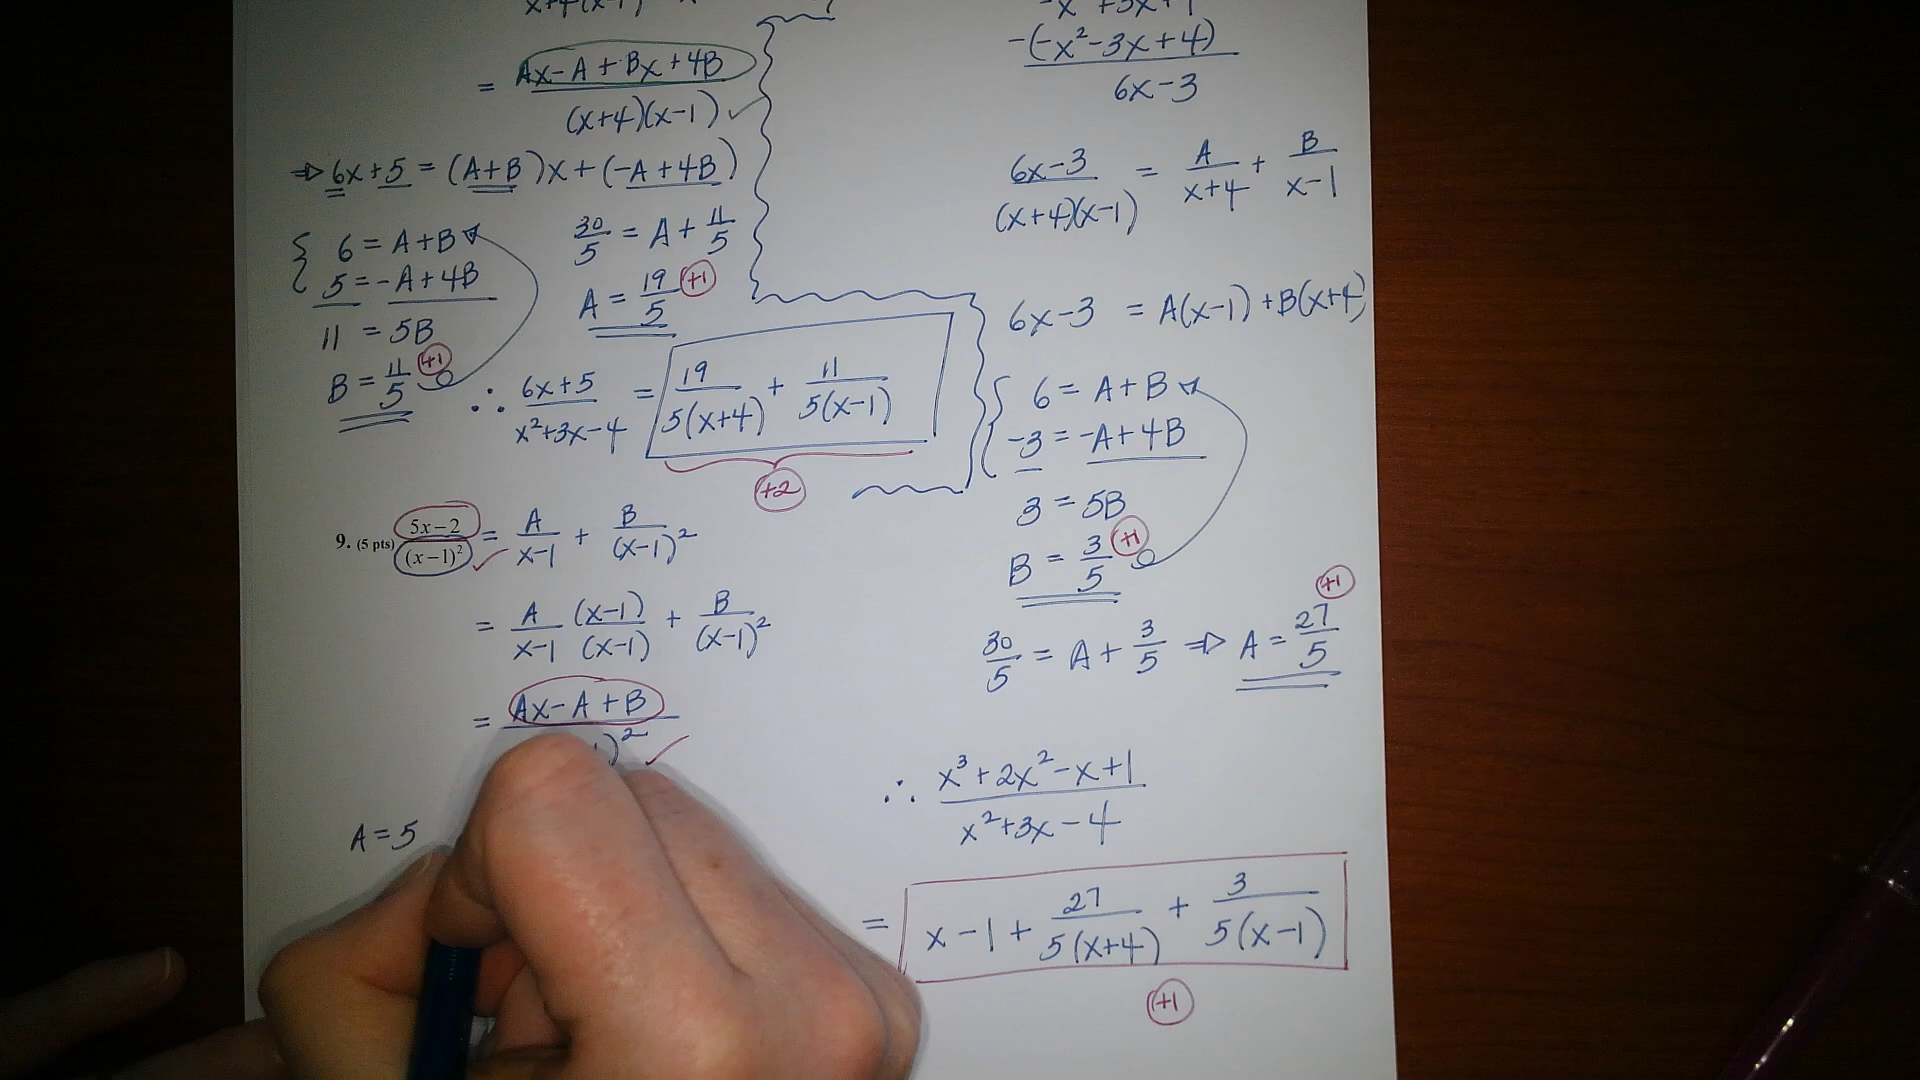 = Ax-A+Bx+4B / (x+4)(x-1) ✓
⇒ 6x+5 = (A+B)x+(-A+4B)
{ 6 = A+B
5 = -A+4B
11 = 5B
B = 11/5 +1
30/5 = A + 11/5
A = 19/5 +1
∴ 6x+5 / x²+3x-4 = 19 / 5(x+4) + 11 / 5(x-1)
+2
9. (5 pts) 5x-2 / (x-1)² = A / x-1 + B / (x-1)²
= A / x-1 (x-1) / (x-1) + B / (x-1)²
= Ax-A+B
)² ✓
A = 5
-(-x²-3x+4)
6x-3
6x-3 / (x+4)(x-1) = A / x+4 + B / x-1
6x-3 = A(x-1)+B(x+4)
{ 6 = A+B
-3 = -A+4B
3 = 5B
B = 3/5 +1
30/5 = A + 3/5 ⇒ A = 27/5 +1
∴ x³+2x²-x+1 / x²+3x-4
= x-1+ 27 / 5(x+4) + 3 / 5(x-1)
+1